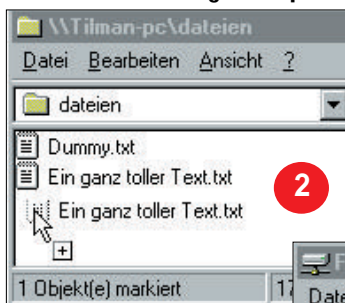 \\Tilman-pc\dateien
Datei Bearbeiten Ansicht ?
dateien
Dummy.txt
Ein ganz toller Text.txt
2
Ein ganz toller Text.txt
1 Objekt(e) markiert